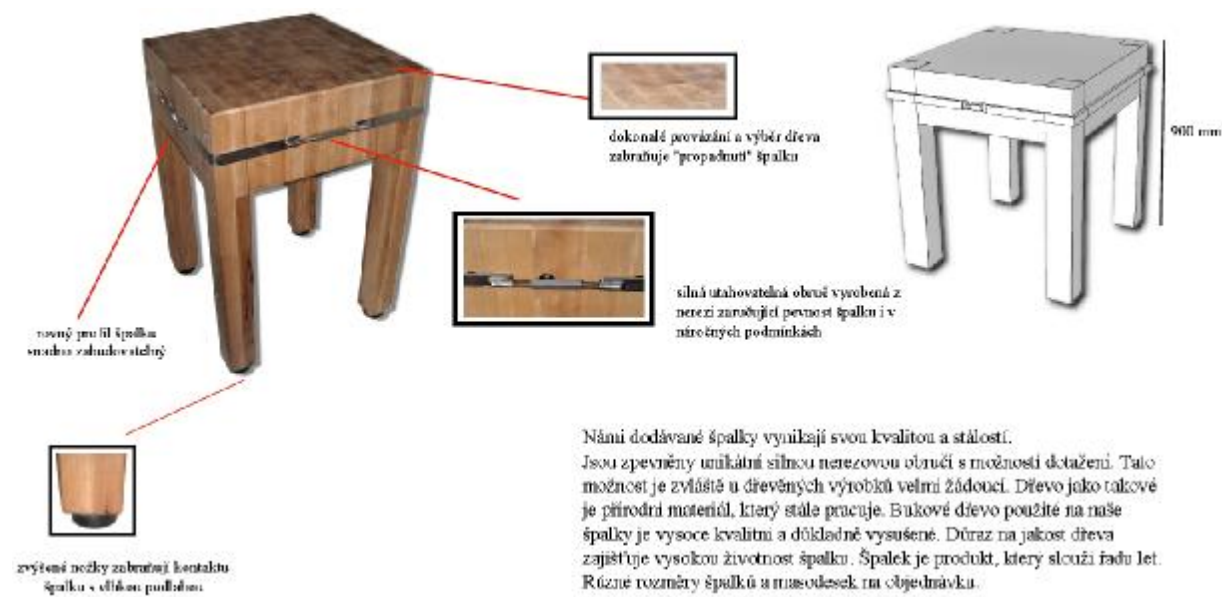 dokonalé provázání a výběr dřeva
zabraňuje "propadnutí" špalku
900 mm
silná utahovatelná obruč vyrobená z
nerezi zaručující pevnost špalku i v
náročných podmínkách
rovný profil špalku
snadno zabudovatelný
zvýšené nožky zabraňují kontaktu
špalku s vlhkou podlahou
Námi dodávané špalky vynikají svou kvalitou a stálostí.
Jsou zpevněny unikátní silnou nerezovou obručí s možností dotažení. Tato
možnost je zvláště u dřevěných výrobků velmi žádoucí. Dřevo jako takové
je přírodní materiál, který stále pracuje. Bukové dřevo použité na naše
špalky je vysoce kvalitní a důkladně vysušené. Důraz na jakost dřeva
zajišťuje vysokou životnost špalku. Špalek je produkt, který slouží řadu let.
Různé rozměry špalků a masodesek na objednávku.